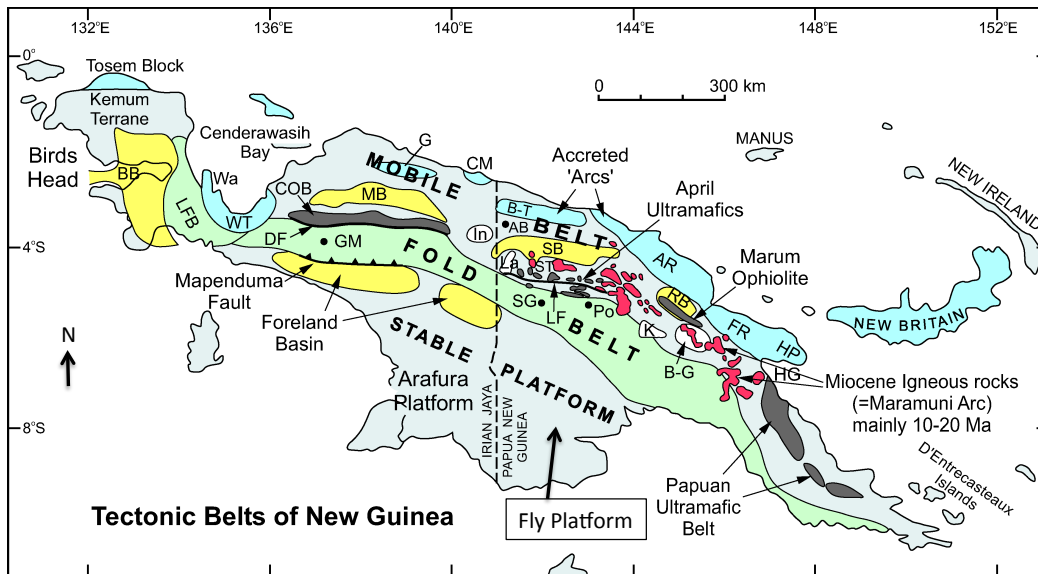 132°E
136°E
140°E
144°E
148°E
152°E
0°
4°S
8°S
Tosem Block
Kemum
Terrane
Birds
Head
BB
LFB
Cenderawasih
Bay
Wa
WT
COB
DF
GM
MB
G
CM
MOBILE
BELT
0
300 km
Accreted
'Arcs'
B-T
AB
In
SB
La
ST
April
Ultramafics
MANUS
NEW IRELAND
AR
Marum
Ophiolite
RB
FR
HP
NEW BRITAIN
Mapenduma
Fault
Foreland
Basin
FOLD
BELT
SG
LF
Po
K
B-G
HG
STABLE
PLATFORM
Arafura
Platform
IRIAN JAYA
PAPUA NEW
GUINEA
Miocene Igneous rocks
(=Maramuni Arc)
mainly 10-20 Ma
N
Papuan
Ultramafic
Belt
D'Entrecasteaux
Islands
Fly Platform
Tectonic Belts of New Guinea